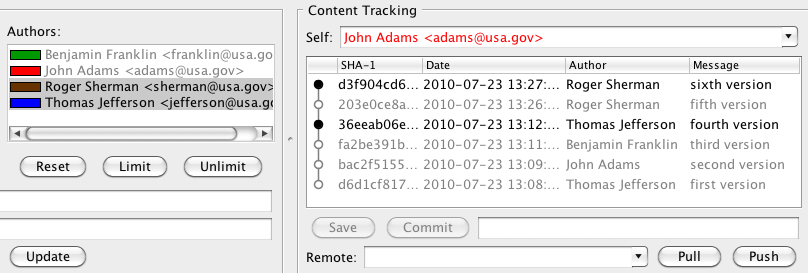 Authors:
Benjamin Franklin <franklin@usa.go
John Adams <adams@usa.gov>
Roger Sherman <sherman@usa.gov>
Thomas Jefferson <jefferson@usa.g
Reset Limit Unlimit
Update
Content Tracking
Self: John Adams <adams@usa.gov>
SHA-1 Date Author Message
d3f904cd6... 2010-07-23 13:27:... Roger Sherman sixth version
203e0ce8a... 2010-07-23 13:26:... Roger Sherman fifth version
36eeab06e... 2010-07-23 13:12:... Thomas Jefferson fourth version
fa2be391b... 2010-07-23 13:11:... Benjamin Franklin third version
bac2f5155... 2010-07-23 13:09:... John Adams second version
d6d1cf817... 2010-07-23 13:08:... Thomas Jefferson first version
Save Commit
Remote: Pull Push